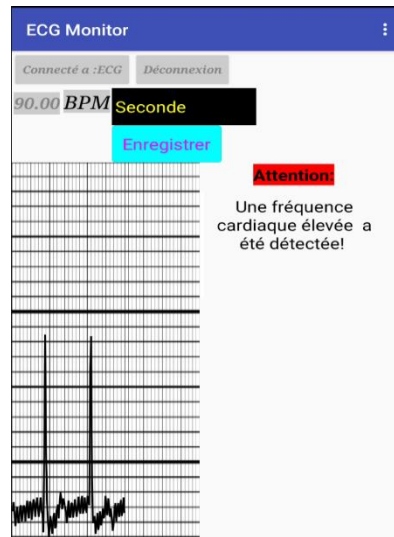 ECG Monitor
Connecté a :ECG Déconnexion
90.00 BPM Seconde
Enregistrer
Attention:
Une fréquence
cardiaque élevée a
été détectée!